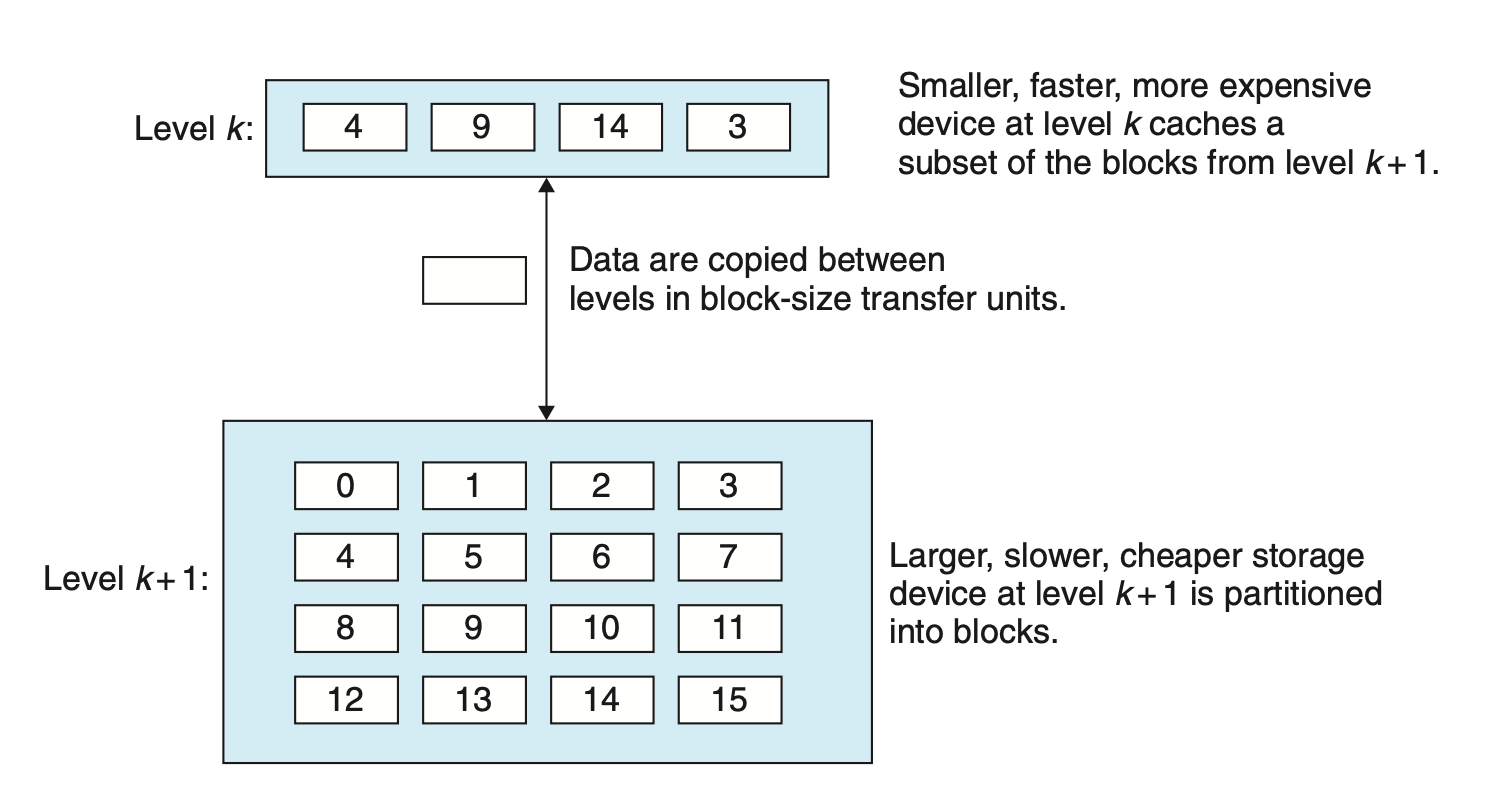 Smaller, faster, more expensive
device at level k caches a
subset of the blocks from level k+1.
Level k:
4 9 14 3
Data are copied between
levels in block-size transfer units.
Level k+1:
0 1 2 3
4 5 6 7
8 9 10 11
12 13 14 15
Larger, slower, cheaper storage
device at level k+1 is partitioned
into blocks.